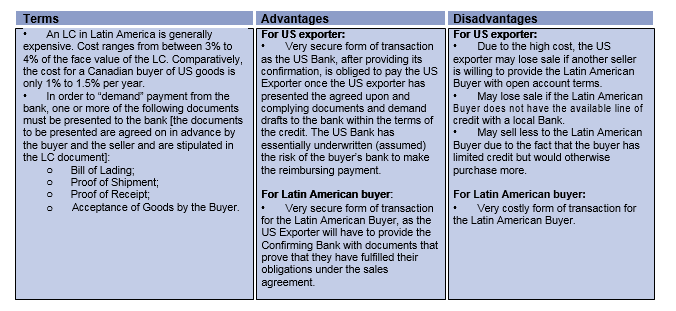 Terms
• An LC in Latin America is generally
expensive. Cost ranges from between 3% to
4% of the face value of the LC. Comparatively,
the cost for a Canadian buyer of US goods is
only 1% to 1.5% per year.
• In order to “demand” payment from the
bank, one or more of the following documents
must be presented to the bank [the documents
to be presented are agreed on in advance by
the buyer and the seller and are stipulated in
the LC document]:
o Bill of Lading;
o Proof of Shipment;
o Proof of Receipt;
o Acceptance of Goods by the Buyer.
Advantages
For US exporter:
• Very secure form of transaction
as the US Bank, after providing its
confirmation, is obliged to pay the US
Exporter once the US exporter has
presented the agreed upon and
complying documents and demand
drafts to the bank within the terms of
the credit. The US Bank has
essentially underwritten (assumed)
the risk of the buyer’s bank to make
the reimbursing payment.
For Latin American buyer:
• Very secure form of transaction
for the Latin American Buyer, as the
US Exporter will have to provide the
Confirming Bank with documents that
prove that they have fulfilled their
obligations under the sales
agreement.
Disadvantages
For US exporter:
• Due to the high cost, the US
exporter may lose sale if another seller
is willing to provide the Latin American
Buyer with open account terms.
• May lose sale if the Latin American
Buyer does not have the available line of
credit with a local Bank.
• May sell less to the Latin American
Buyer due to the fact that the buyer has
limited credit but would otherwise
purchase more.
For Latin American buyer:
• Very costly form of transaction for
the Latin American Buyer.